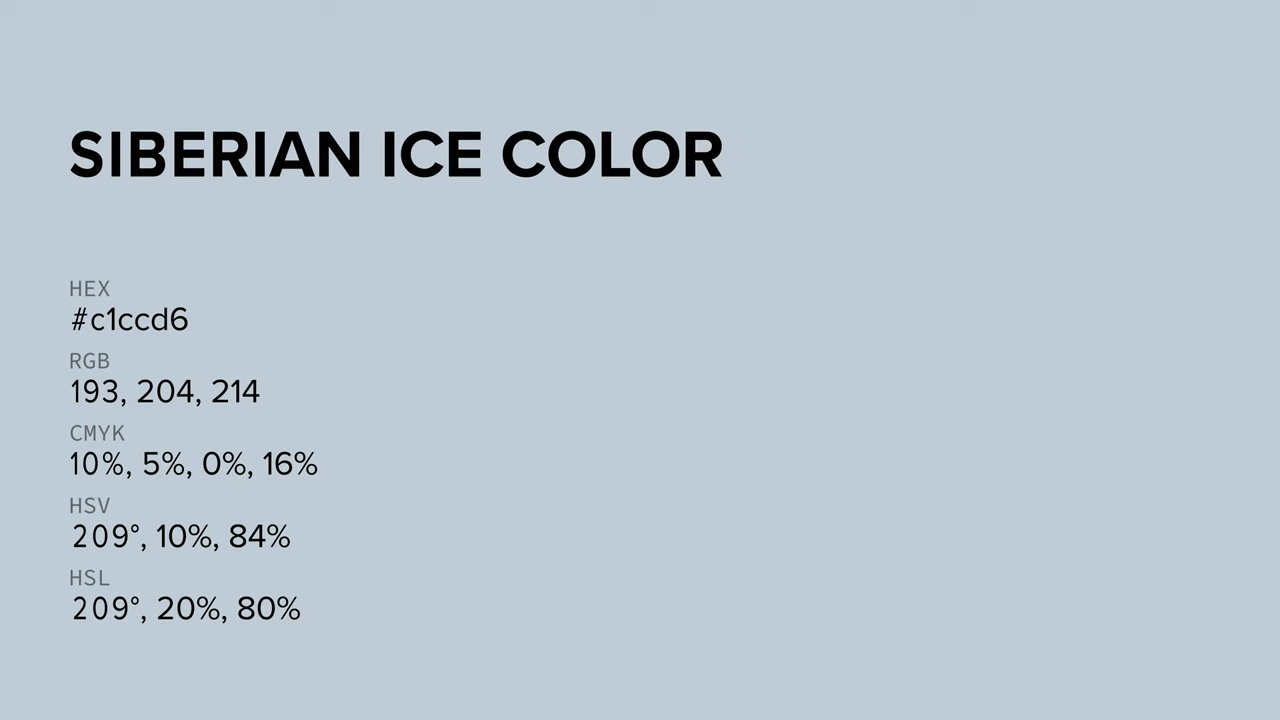 SIBERIAN ICE COLOR
HEX
#c1ccd6
RGB
193, 204, 214
CMYK
10%, 5%, 0%, 16%
HSV
209°, 10%, 84%
HSL
209°, 20%, 80%